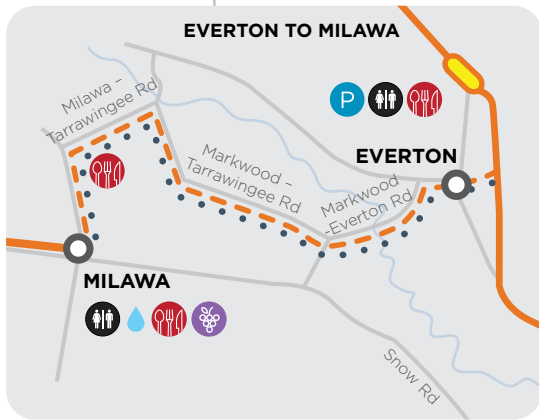 EVERTON TO MILAWA
Milawa –
Tarrawingee Rd
P
EVERTON
Markwood –
Tarrawingee Rd
Markwood
-Everton Rd
MILAWA
Snow Rd